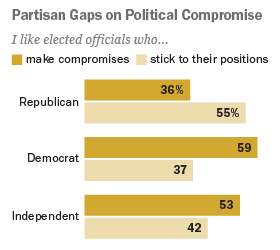 Partisan Gaps on Political Compromise
I like elected officials who...
make compromises stick to their positions
Republican 36%
55%
Democrat 59
37
Independent 53
42